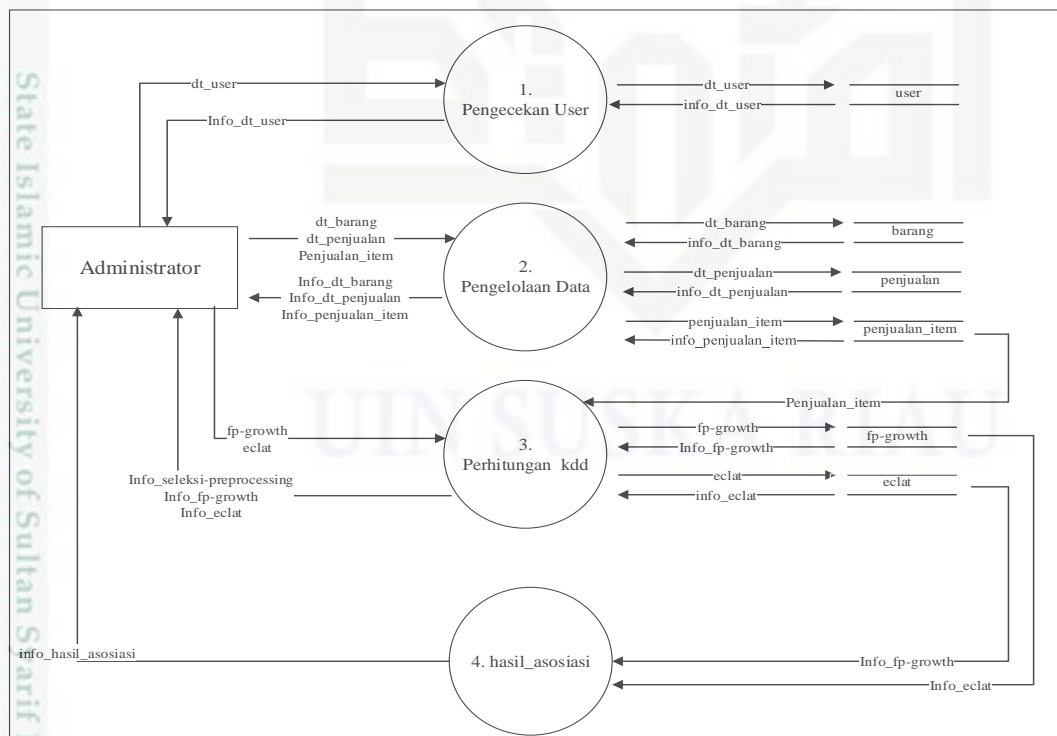 State Islamic University of Sultan Syarif
UIN SUSKA RIAU
dt_user
Info_dt_user
1.
Pengecekan User
dt_user
info_dt_user
user
Administrator
dt_barang
dt_penjualan
Penjualan_item
Info_dt_barang
Info_dt_penjualan
Info_penjualan_item
2.
Pengelolaan Data
dt_barang
info_dt_barang
barang
dt_penjualan
info_dt_penjualan
penjualan
penjualan_item
info_penjualan_item
penjualan_item
Penjualan_item
fp-growth
eclat
Info_seleksi-preprocessing
Info_fp-growth
Info_eclat
3.
Perhitungan kdd
fp-growth
Info_fp-growth
fp-growth
eclat
info_eclat
eclat
info_hasil_asosiasi
4. hasil_asosiasi
Info_fp-growth
Info_eclat